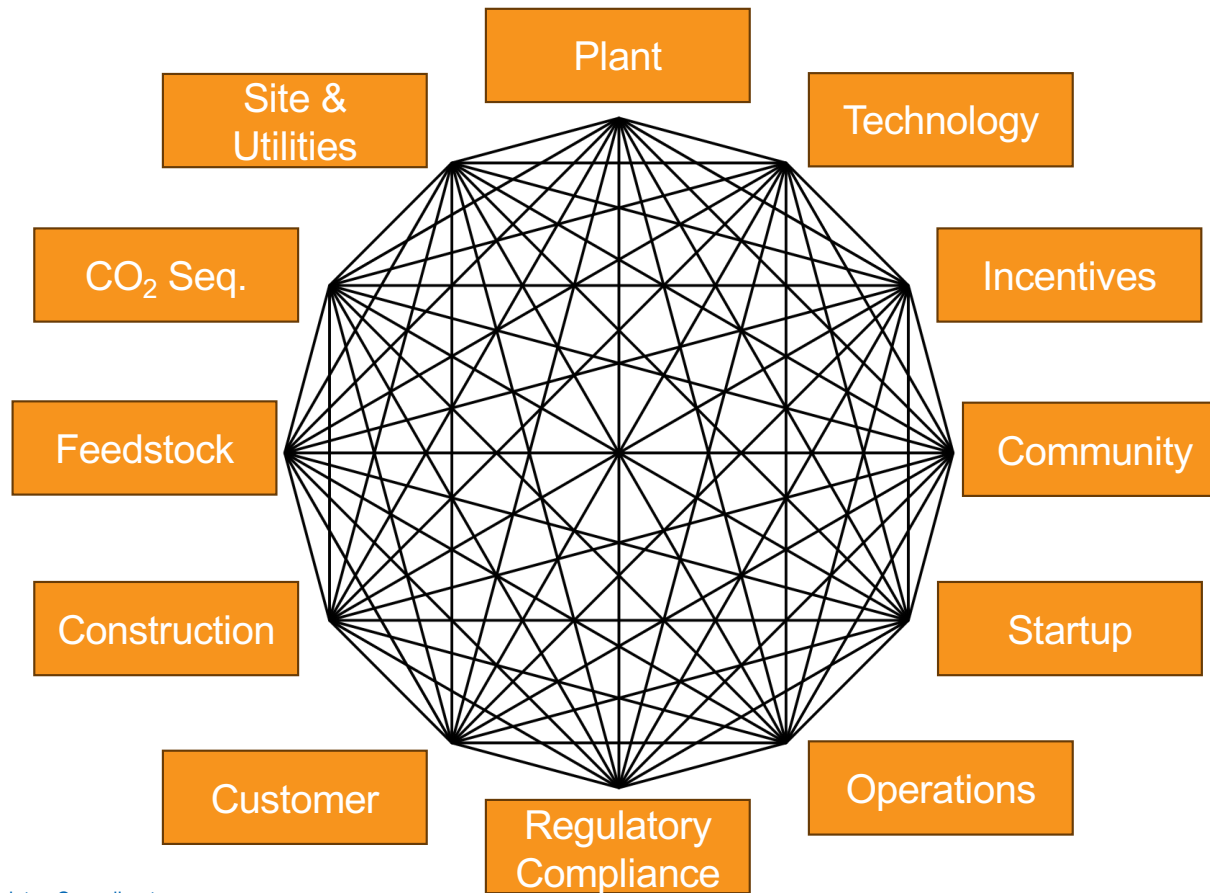 Plant
Site &
Utilities
Technology
CO₂ Seq.
Incentives
Feedstock
Community
Construction
Startup
Customer
Operations
Regulatory
Compliance